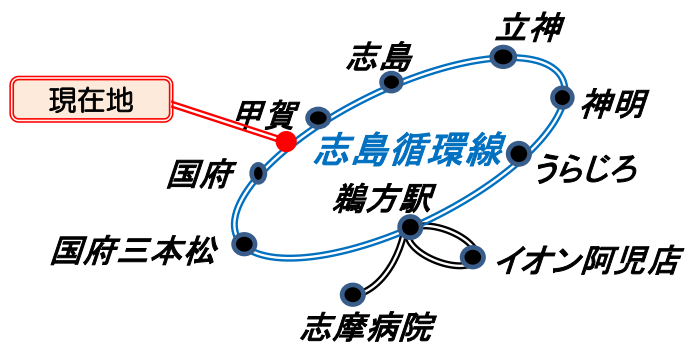 立神
志島
神明
現在地
甲賀
志島循環線
うらじろ
国府
鵜方駅
国府三本松
イオン阿児店
志摩病院